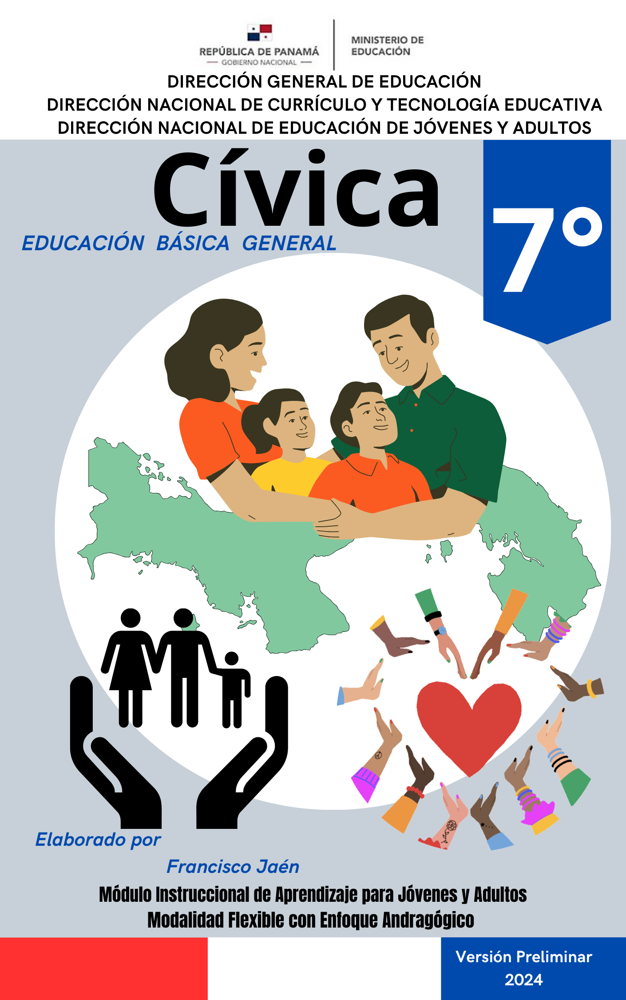 REPÚBLICA DE PANAMÁ
GOBIERNO NACIONAL
MINISTERIO DE
EDUCACIÓN
DIRECCIÓN GENERAL DE EDUCACIÓN
DIRECCIÓN NACIONAL DE CURRÍCULO Y TECNOLOGÍA EDUCATIVA
DIRECCIÓN NACIONAL DE EDUCACIÓN DE JÓVENES Y ADULTOS
Cívica
7°
EDUCACIÓN BÁSICA GENERAL
Elaborado por
Francisco Jaén
Módulo Instruccional de Aprendizaje para Jóvenes y Adultos
Modalidad Flexible con Enfoque Andragógico
Versión Preliminar
2024